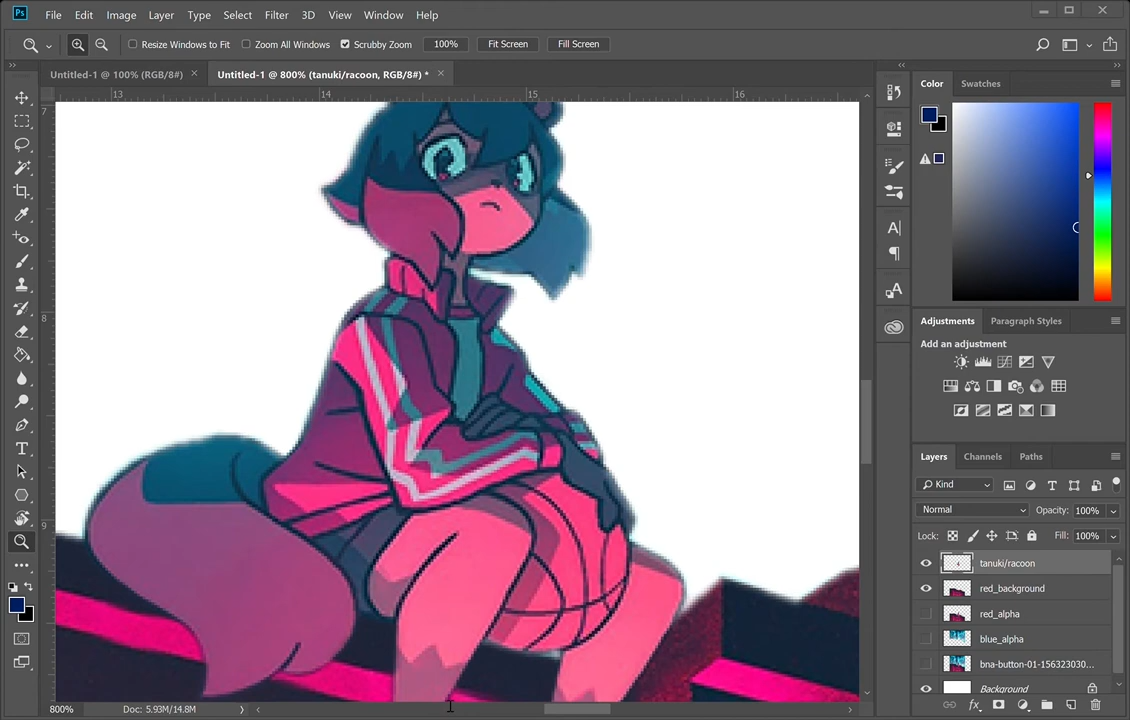 Ps File Edit Image Layer Type Select Filter 3D View Window Help
Resize Windows to Fit Zoom All Windows Scrubby Zoom 100% Fit Screen Fill Screen
Untitled-1 @ 100% (RGB/8#) × Untitled-1 @ 800% (tanuki/racoon, RGB/8#) * ×
13 14 15 16
7
8
9
Color Swatches
Adjustments Paragraph Styles
Add an adjustment
Layers Channels Paths
Kind
Normal Opacity: 100%
Lock: Fill: 100%
tanuki/racoon
red_background
red_alpha
blue_alpha
bna-button-01-156323030...
Background
fx
800% Doc: 5.93M/14.8M